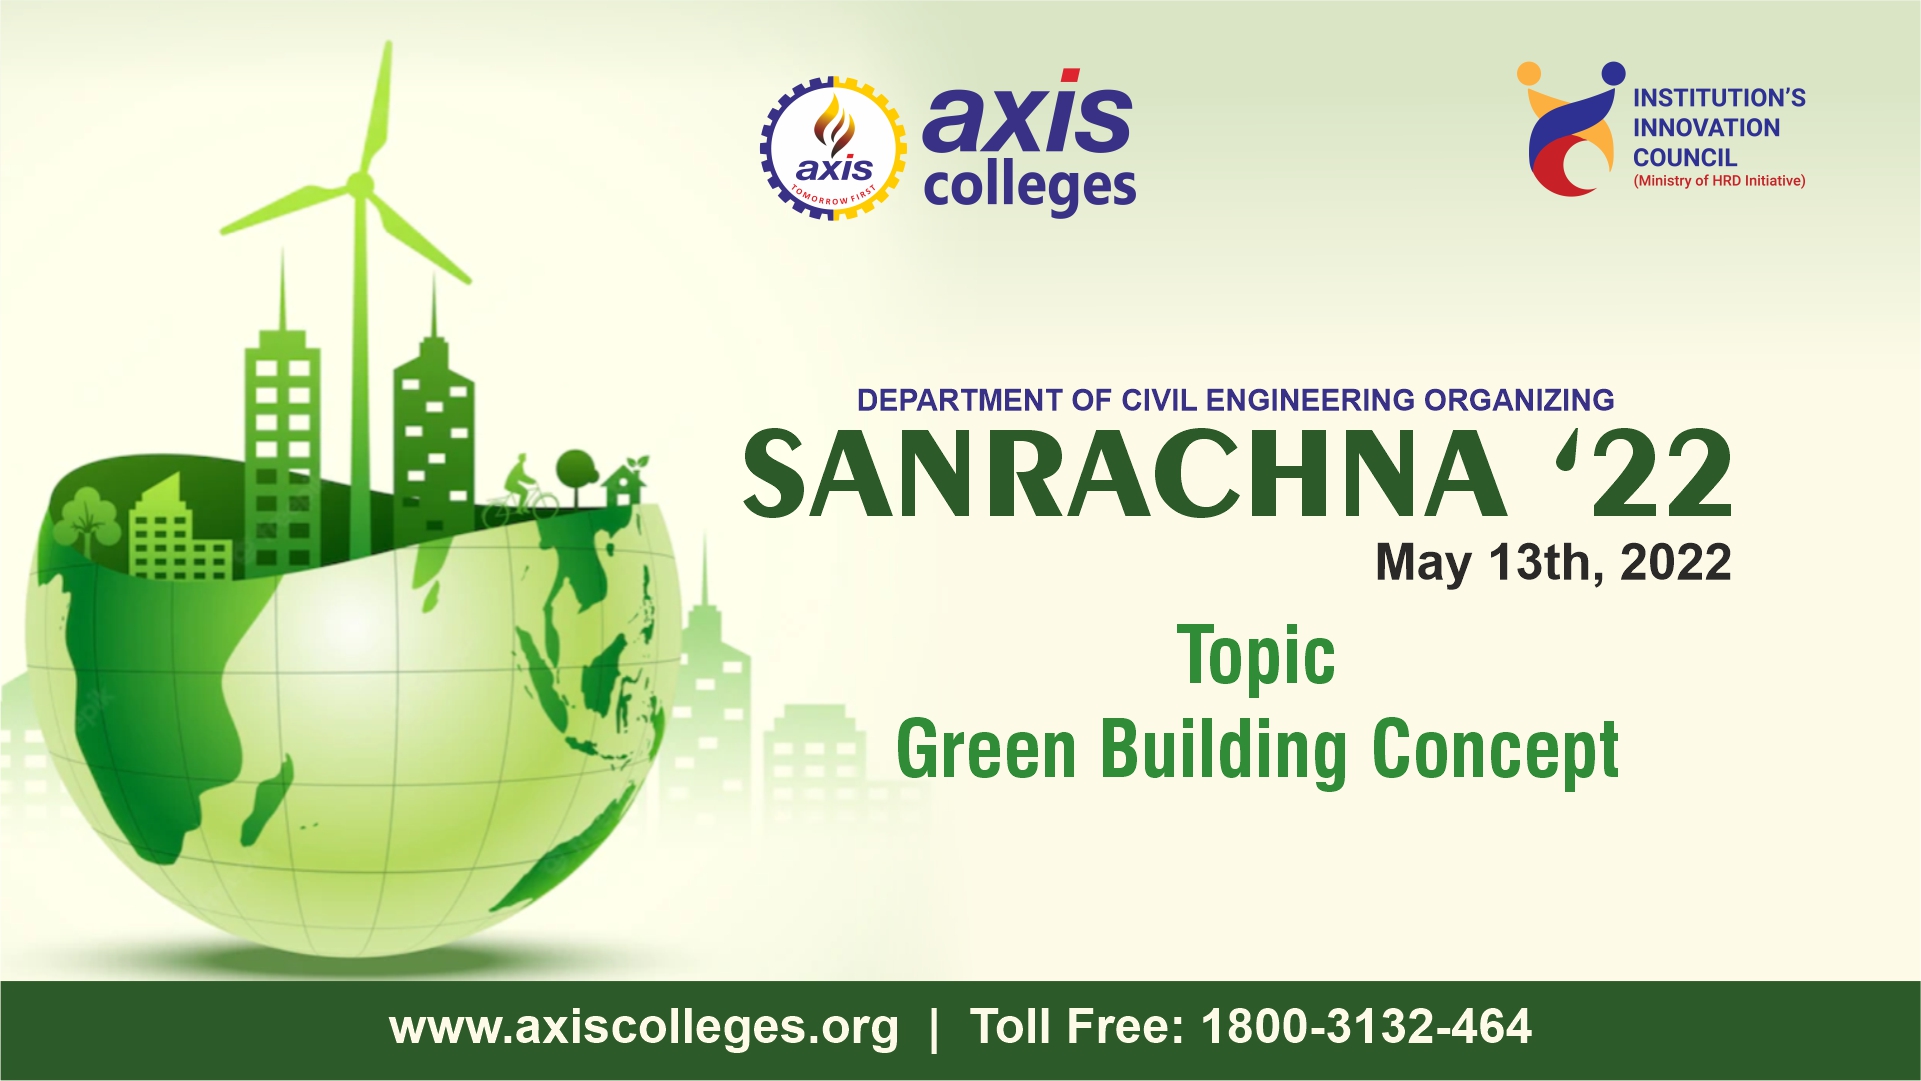 axis
TOMORROW FIRST
axis
colleges
INSTITUTION'S
INNOVATION
COUNCIL
(Ministry of HRD Initiative)
DEPARTMENT OF CIVIL ENGINEERING ORGANIZING
SANRACHNA ‘22
May 13th, 2022
Topic
Green Building Concept
www.axiscolleges.org | Toll Free: 1800-3132-464